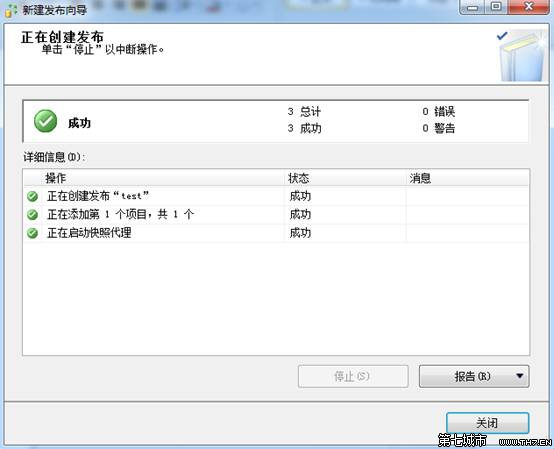 新建发布向导
正在创建发布
单击“停止”以中断操作。
成功
3 总计
0 错误
3 成功
0 警告
详细信息(D):
操作 状态 消息
正在创建发布“test” 成功
正在添加第 1 个项目，共 1 个 成功
正在启动快照代理 成功
停止(S) 报告(R)
关闭
第七城市 WWW.TH7.CN